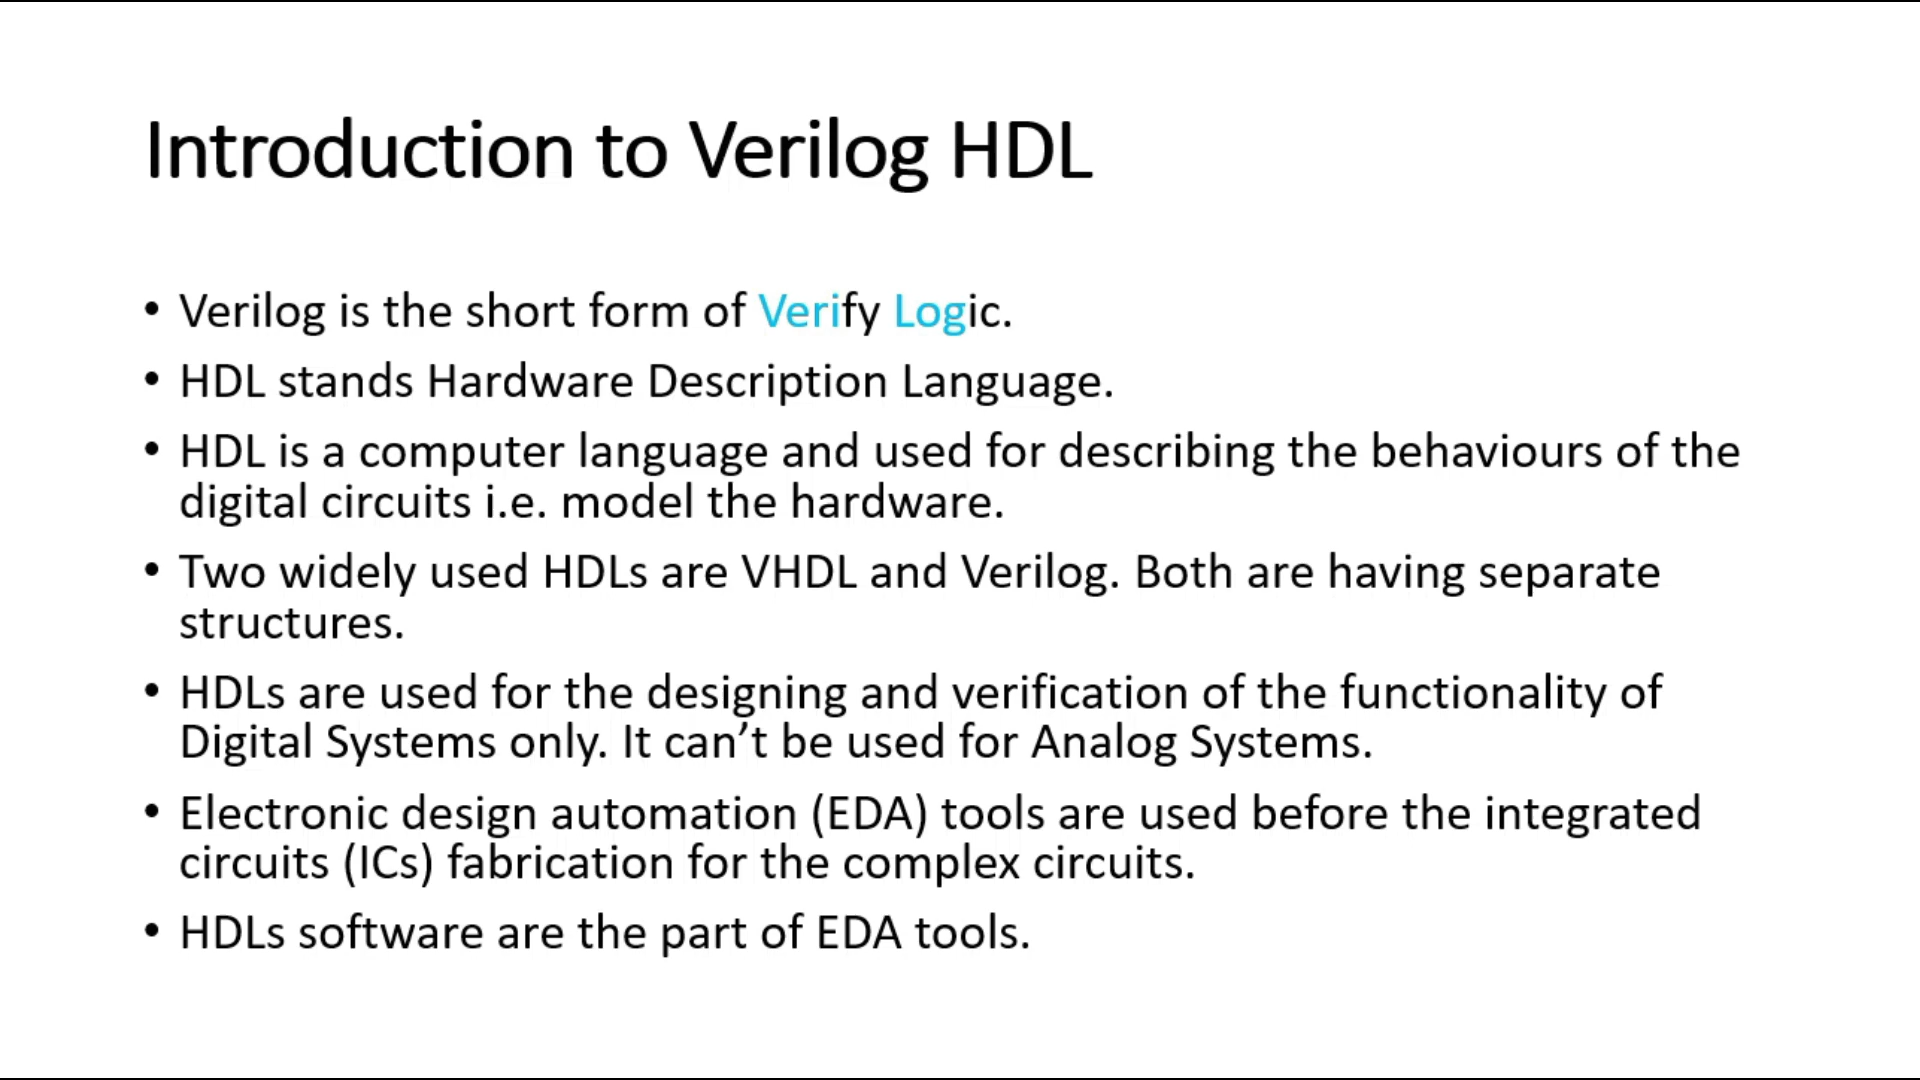 Introduction to Verilog HDL
• Verilog is the short form of Verify Logic.
• HDL stands Hardware Description Language.
• HDL is a computer language and used for describing the behaviours of the
digital circuits i.e. model the hardware.
• Two widely used HDLs are VHDL and Verilog. Both are having separate
structures.
• HDLs are used for the designing and verification of the functionality of
Digital Systems only. It can’t be used for Analog Systems.
• Electronic design automation (EDA) tools are used before the integrated
circuits (ICs) fabrication for the complex circuits.
• HDLs software are the part of EDA tools.